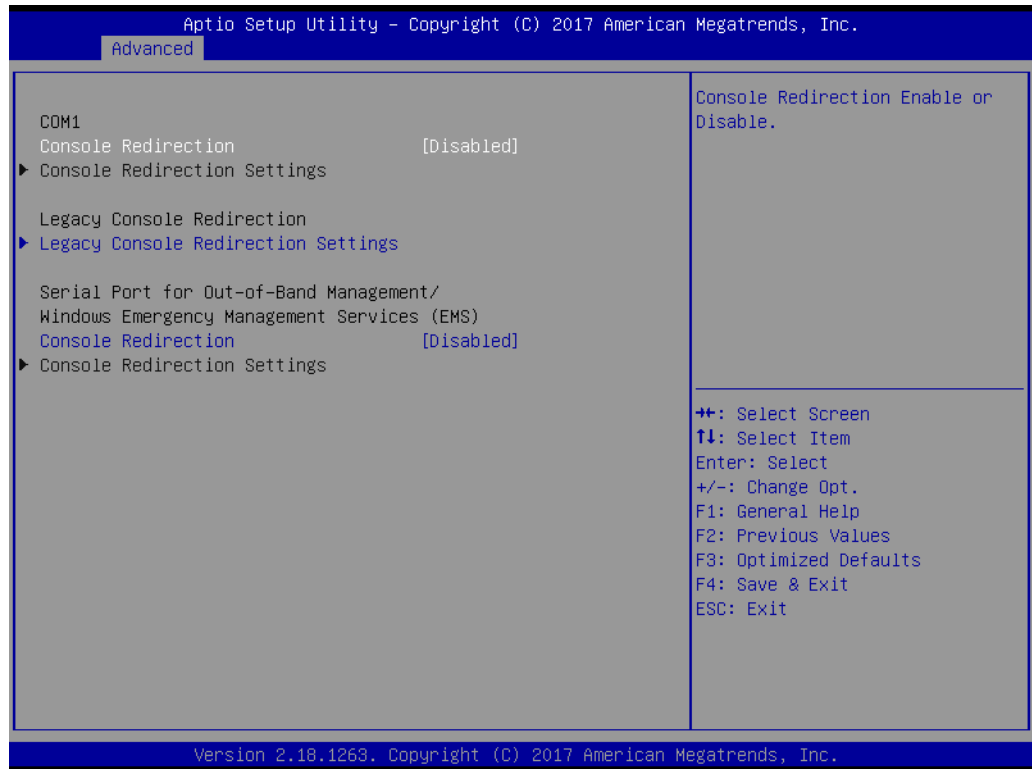 Aptio Setup Utility – Copyright (C) 2017 American Megatrends, Inc.
Advanced
COM1
Console Redirection [Disabled]
▶ Console Redirection Settings
Legacy Console Redirection
▶ Legacy Console Redirection Settings
Serial Port for Out-of-Band Management/
Windows Emergency Management Services (EMS)
Console Redirection [Disabled]
▶ Console Redirection Settings
Console Redirection Enable or
Disable.
→←: Select Screen
↑↓: Select Item
Enter: Select
+/-: Change Opt.
F1: General Help
F2: Previous Values
F3: Optimized Defaults
F4: Save & Exit
ESC: Exit
Version 2.18.1263. Copyright (C) 2017 American Megatrends, Inc.